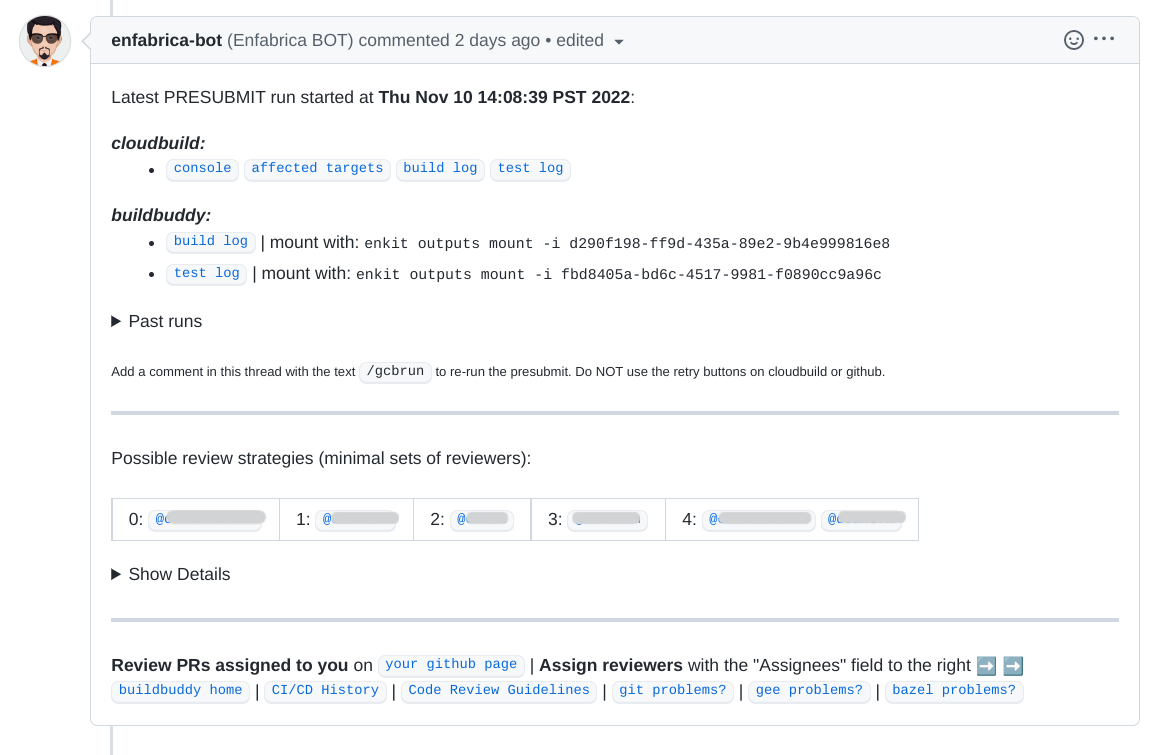 enfabrica-bot (Enfabrica BOT) commented 2 days ago • edited
Latest PRESUBMIT run started at Thu Nov 10 14:08:39 PST 2022:
cloudbuild:
• console affected targets build log test log
buildbuddy:
• build log | mount with: enkit outputs mount -i d290f198-ff9d-435a-89e2-9b4e999816e8
• test log | mount with: enkit outputs mount -i fbd8405a-bd6c-4517-9981-f0890cc9a96c
Past runs
Add a comment in this thread with the text /gcbrun to re-run the presubmit. Do NOT use the retry buttons on cloudbuild or github.
Possible review strategies (minimal sets of reviewers):
0: @ 1: @ 2: @ 3: 4: @ @
Show Details
Review PRs assigned to you on your github page | Assign reviewers with the "Assignees" field to the right ➡️ ➡️
buildbuddy home | CI/CD History | Code Review Guidelines | git problems? | gee problems? | bazel problems?